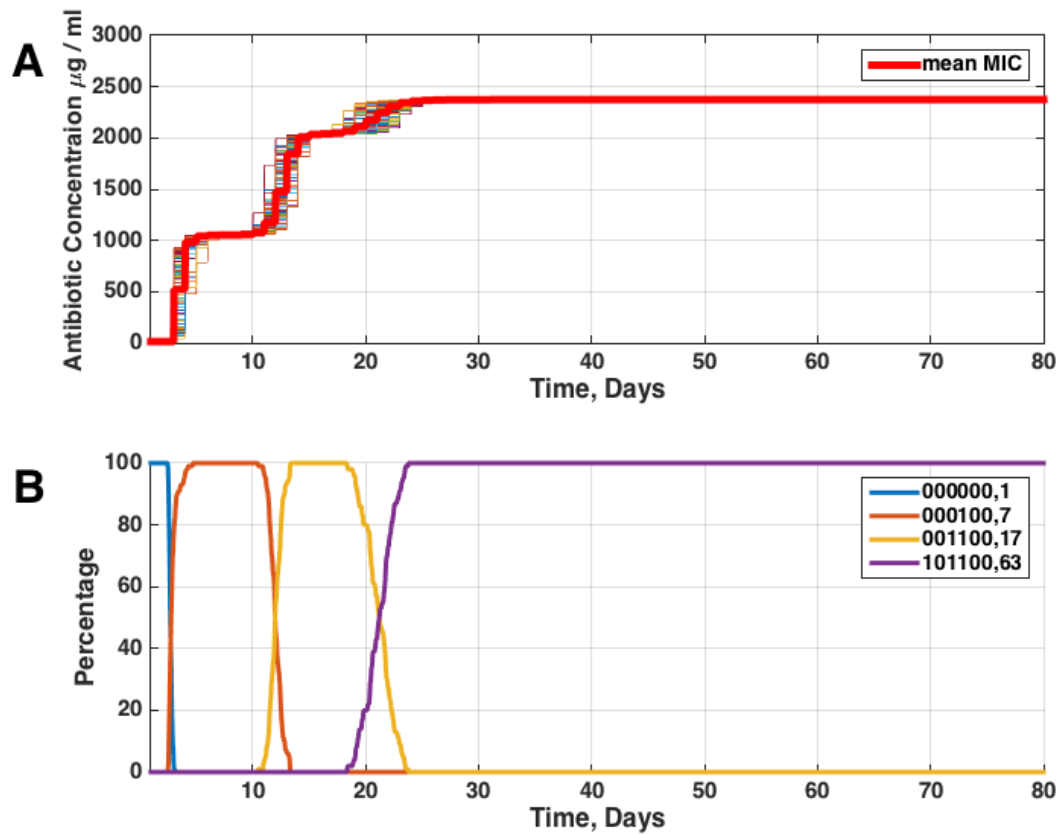 A
Antibiotic Concentraion μg / ml
3000
2500
2000
1500
1000
500
0
mean MIC
10 20 30 40 50 60 70 80
Time, Days
B
Percentage
100
80
60
40
20
0
000000,1
000100,7
001100,17
101100,63
10 20 30 40 50 60 70 80
Time, Days